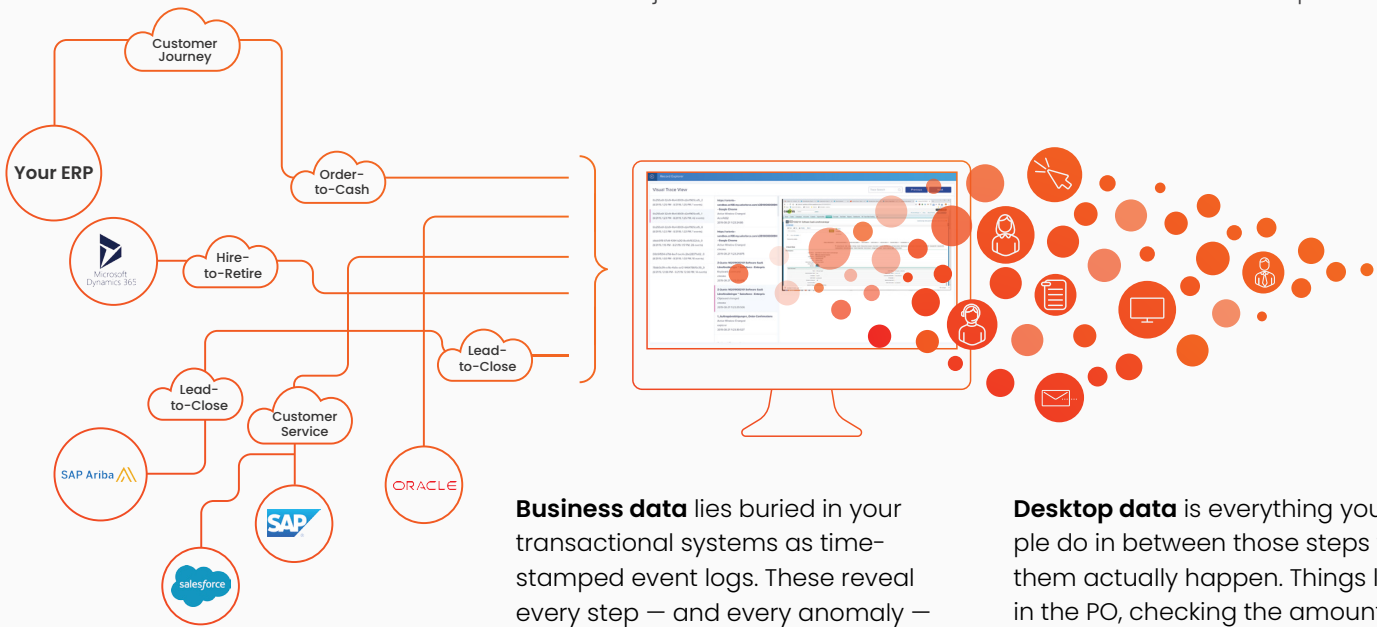 Customer
Journey
Your ERP
Order-
to-Cash
Visual Trace View
Microsoft
Dynamics 365
Hire-
to-Retire
Lead-
to-Close
Lead-
to-Close
Customer
Service
SAP Ariba
ORACLE
SAP
salesforce
Business data lies buried in your
transactional systems as time-
stamped event logs. These reveal
every step — and every anomaly —
Desktop data is everything you
ple do in between those steps
them actually happen. Things l
in the PO, checking the amount